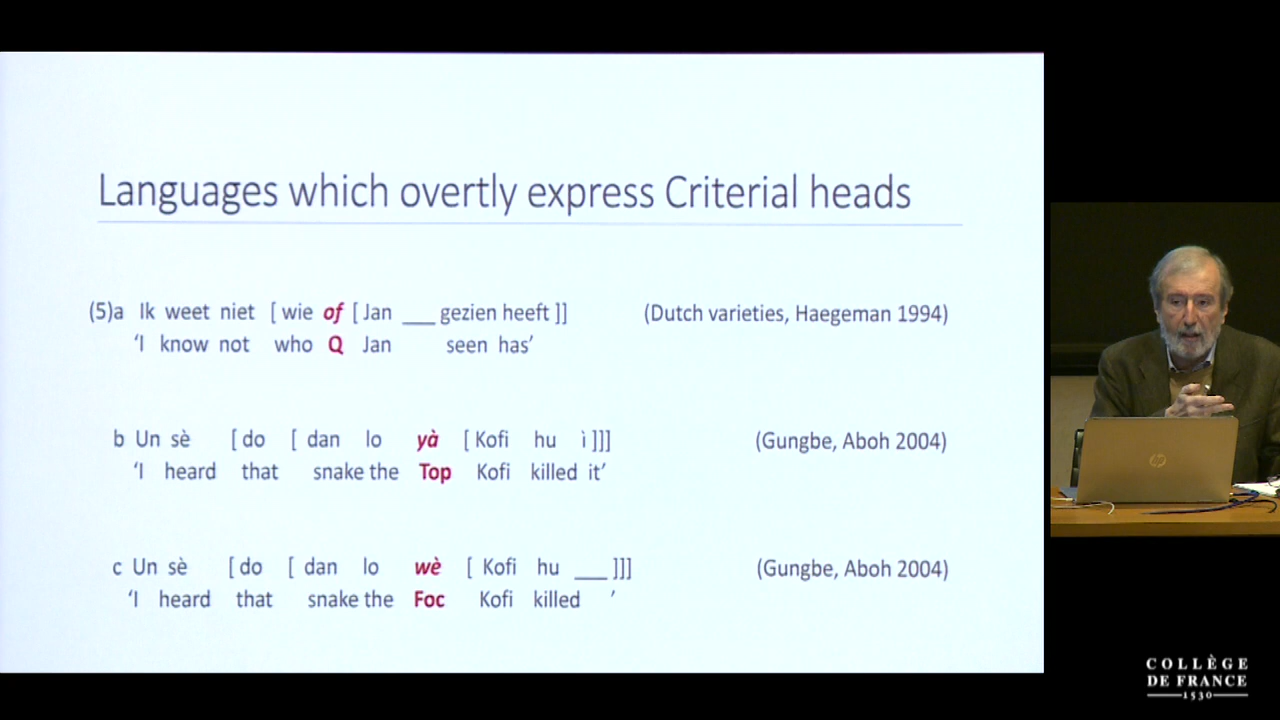 Languages which overtly express Criterial heads
(5)a Ik weet niet [ wie of [ Jan ___ gezien heeft ]] (Dutch varieties, Haegeman 1994)
‘I know not who Q Jan seen has’
b Un sè [ do [ dan lo yà [ Kofi hu ì ]]] (Gungbe, Aboh 2004)
‘I heard that snake the Top Kofi killed it’
c Un sè [ do [ dan lo wè [ Kofi hu ___ ]]] (Gungbe, Aboh 2004)
‘I heard that snake the Foc Kofi killed ’
hp
COLLÈGE
DE FRANCE
1530